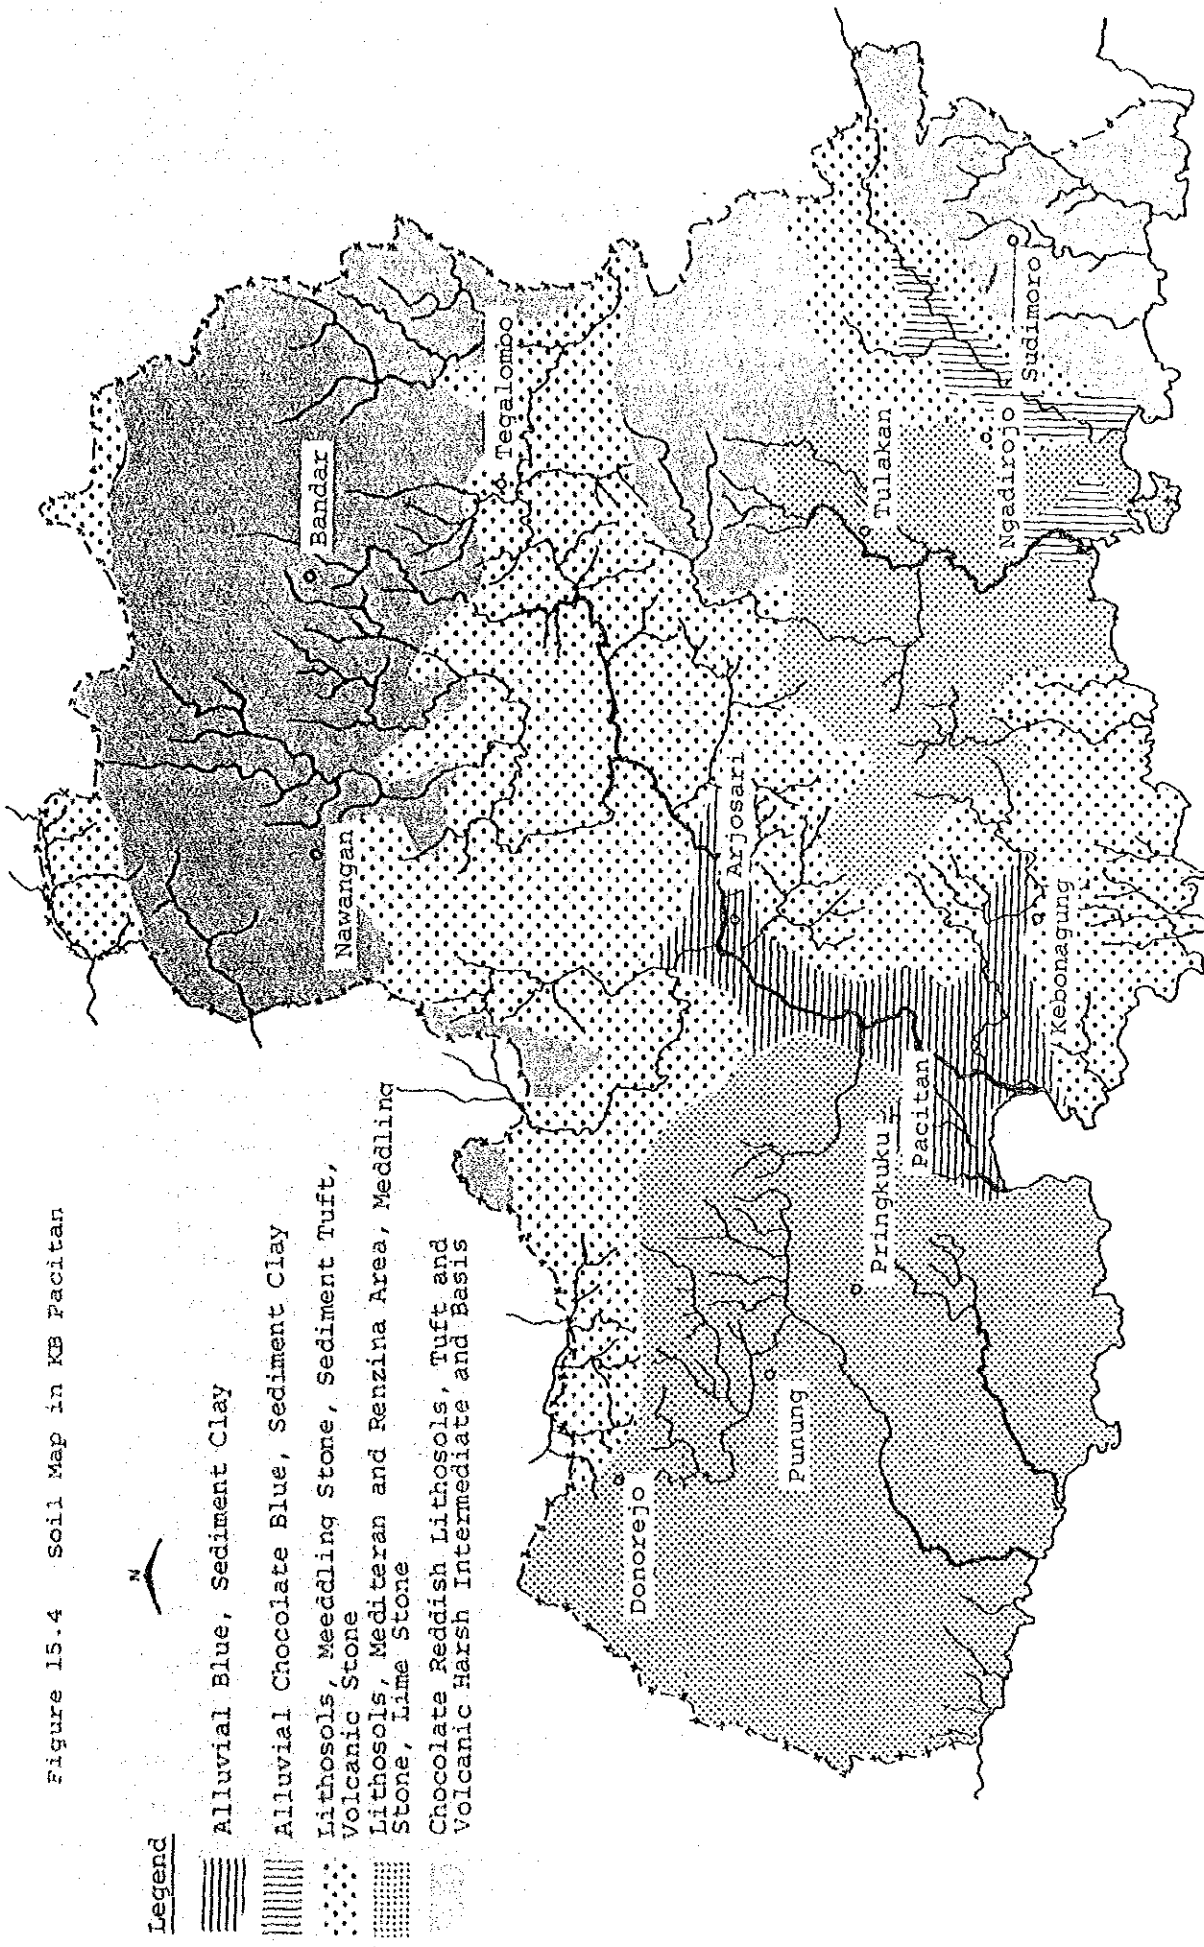 Figure 15.4 Soil Map in KB Pacitan
N
Legend
Alluvial Blue, Sediment Clay
Alluvial Chocolate Blue, Sediment Clay
Lithosols, Meeddling Stone, Sediment Tuft,
Volcanic Stone
Lithosols, Mediteran and Renzina Area, Meddling
Stone, Lime Stone
Chocolate Reddish Lithosols, Tuft and
Volcanic Harsh Intermediate and Basis
Nawangan
Bandar
Tegalombo
Donorejo
Arjosari
Punung
Pringkuku
Pacitan
Tulakan
Kebonagung
Ngadirojo
Sudimoro